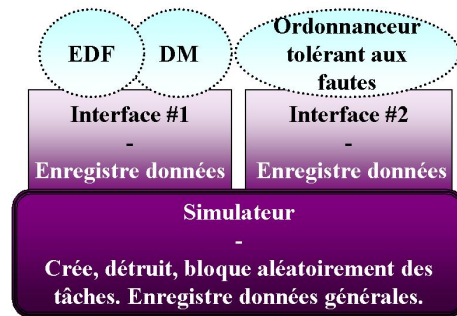 EDF
DM
Ordonnanceur
tolérant aux
fautes
Interface #1
-
Enregistre données
Interface #2
-
Enregistre données
Simulateur
-
Crée, détruit, bloque aléatoirement des
tâches. Enregistre données générales.